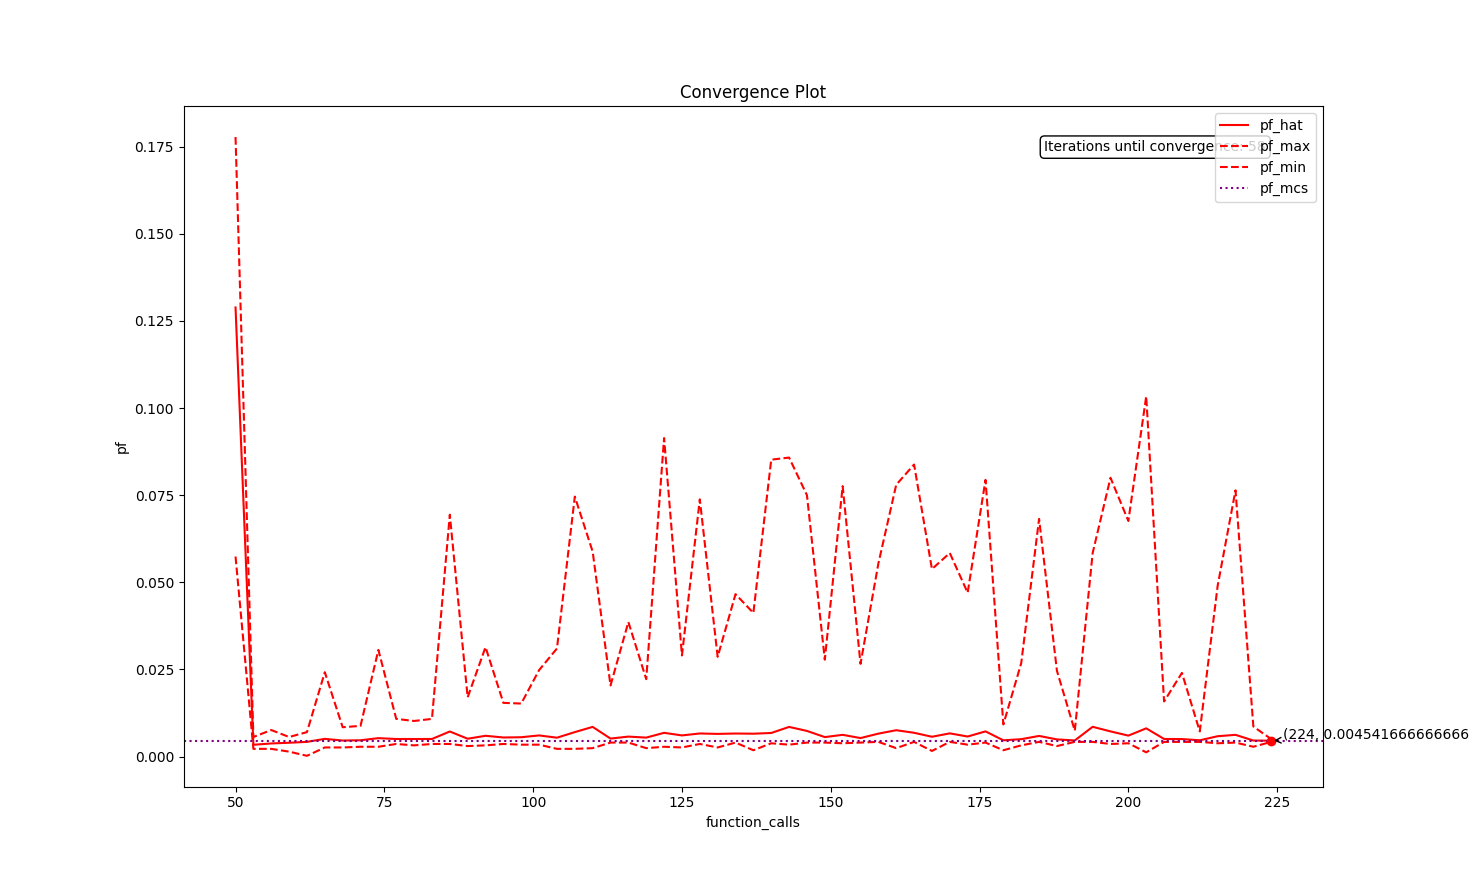 Convergence Plot
pf_hat
pf_max
pf_min
pf_mcs
Iterations until convergence: 58
0.175
0.150
0.125
0.100
0.075
0.050
0.025
0.000
pf
(224, 0.004541666666666
50 75 100 125 150 175 200 225
function_calls